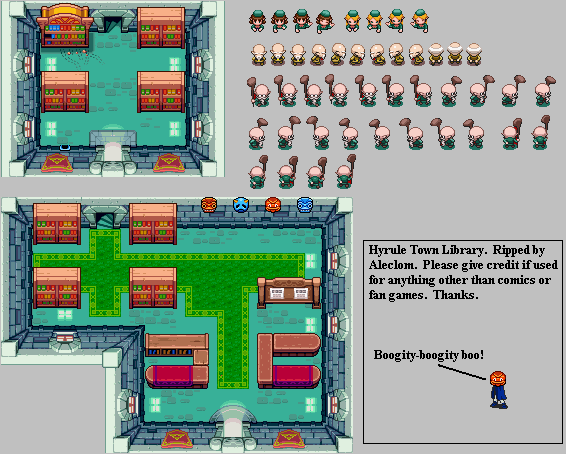 Hyrule Town Library.  Ripped by
Aleclom.  Please give credit if used
for anything other than comics or
fan games.  Thanks.
Boogity-boogity boo!